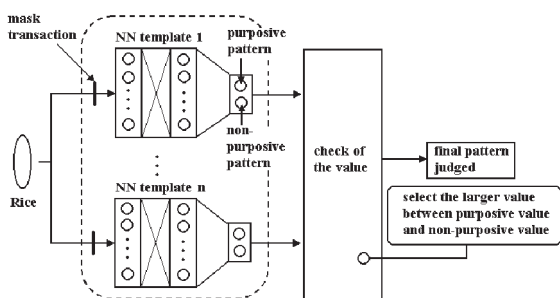 mask
transaction
NN template 1
purposive
pattern
non-
purposive
pattern
Rice
NN template n
check of
the value
final pattern
judged
select the larger value
between purposive value
and non-purposive value